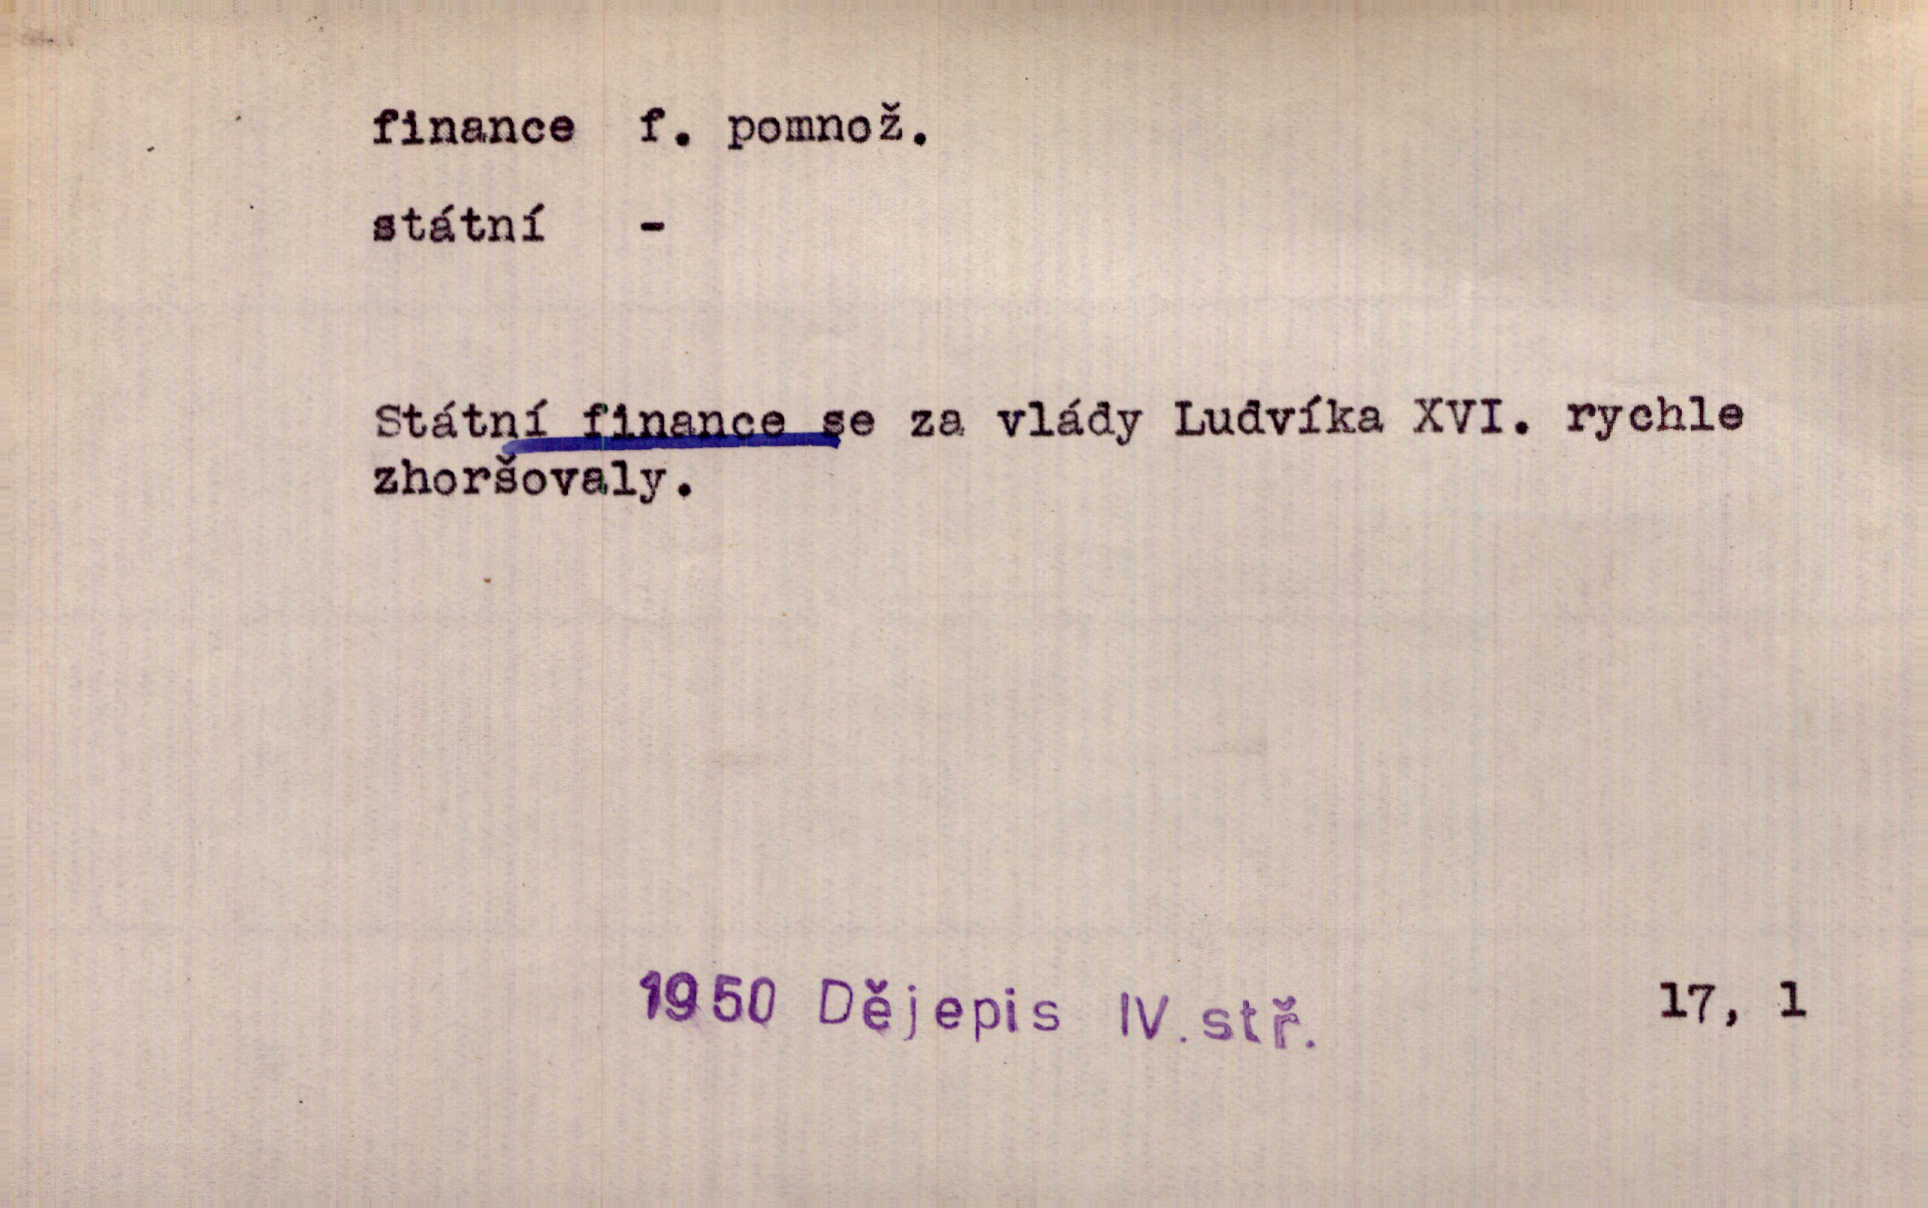 finance f. pomnož.
státní -
Státní finance se za vlády Ludvíka XVI. rychle
zhoršovaly.
1950 Dějepis IV. stř. 17, 1